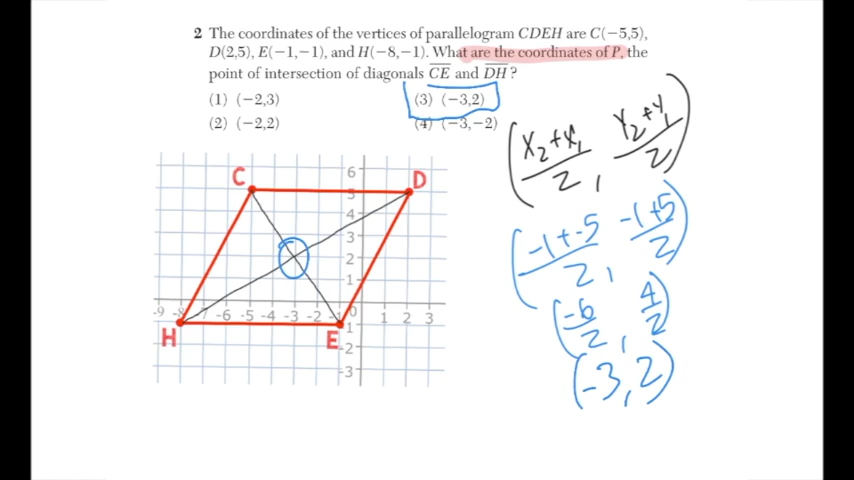 2 The coordinates of the vertices of parallelogram CDEH are C(−5,5),
D(2,5), E(−1,−1), and H(−8,−1). What are the coordinates of P, the
point of intersection of diagonals CE and DH?
(1) (−2,3) (3) (−3,2)
(2) (−2,2) (4) (−3,−2)
(x₂+x₁/2, y₂+y₁/2)
(-1+-5/2, -1+5/2)
(-6/2, 4/2)
(-3,2)
C
D
6
5
4
3
2
1
-9 -8 -7 -6 -5 -4 -3 -2 -1 0 1 2 3
H
E
-1
-2
-3